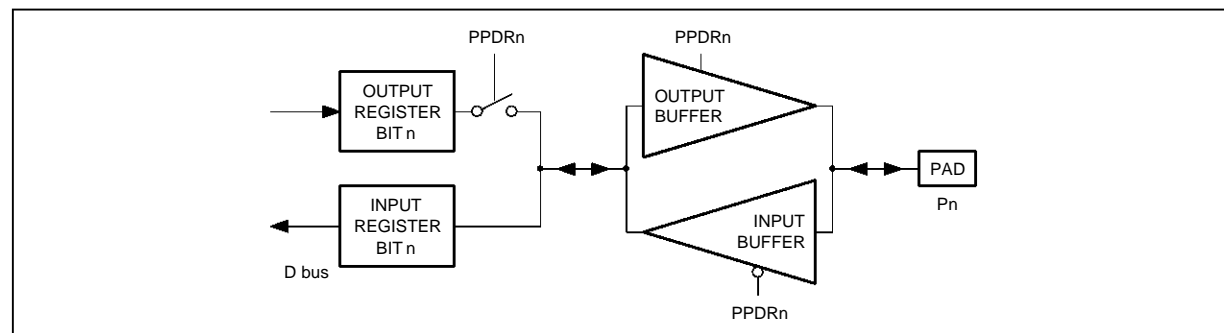 PPDRn
PPDRn
OUTPUT
REGISTER
BIT n
OUTPUT
BUFFER
PAD
Pn
INPUT
REGISTER
BIT n
INPUT
BUFFER
D bus
PPDRn